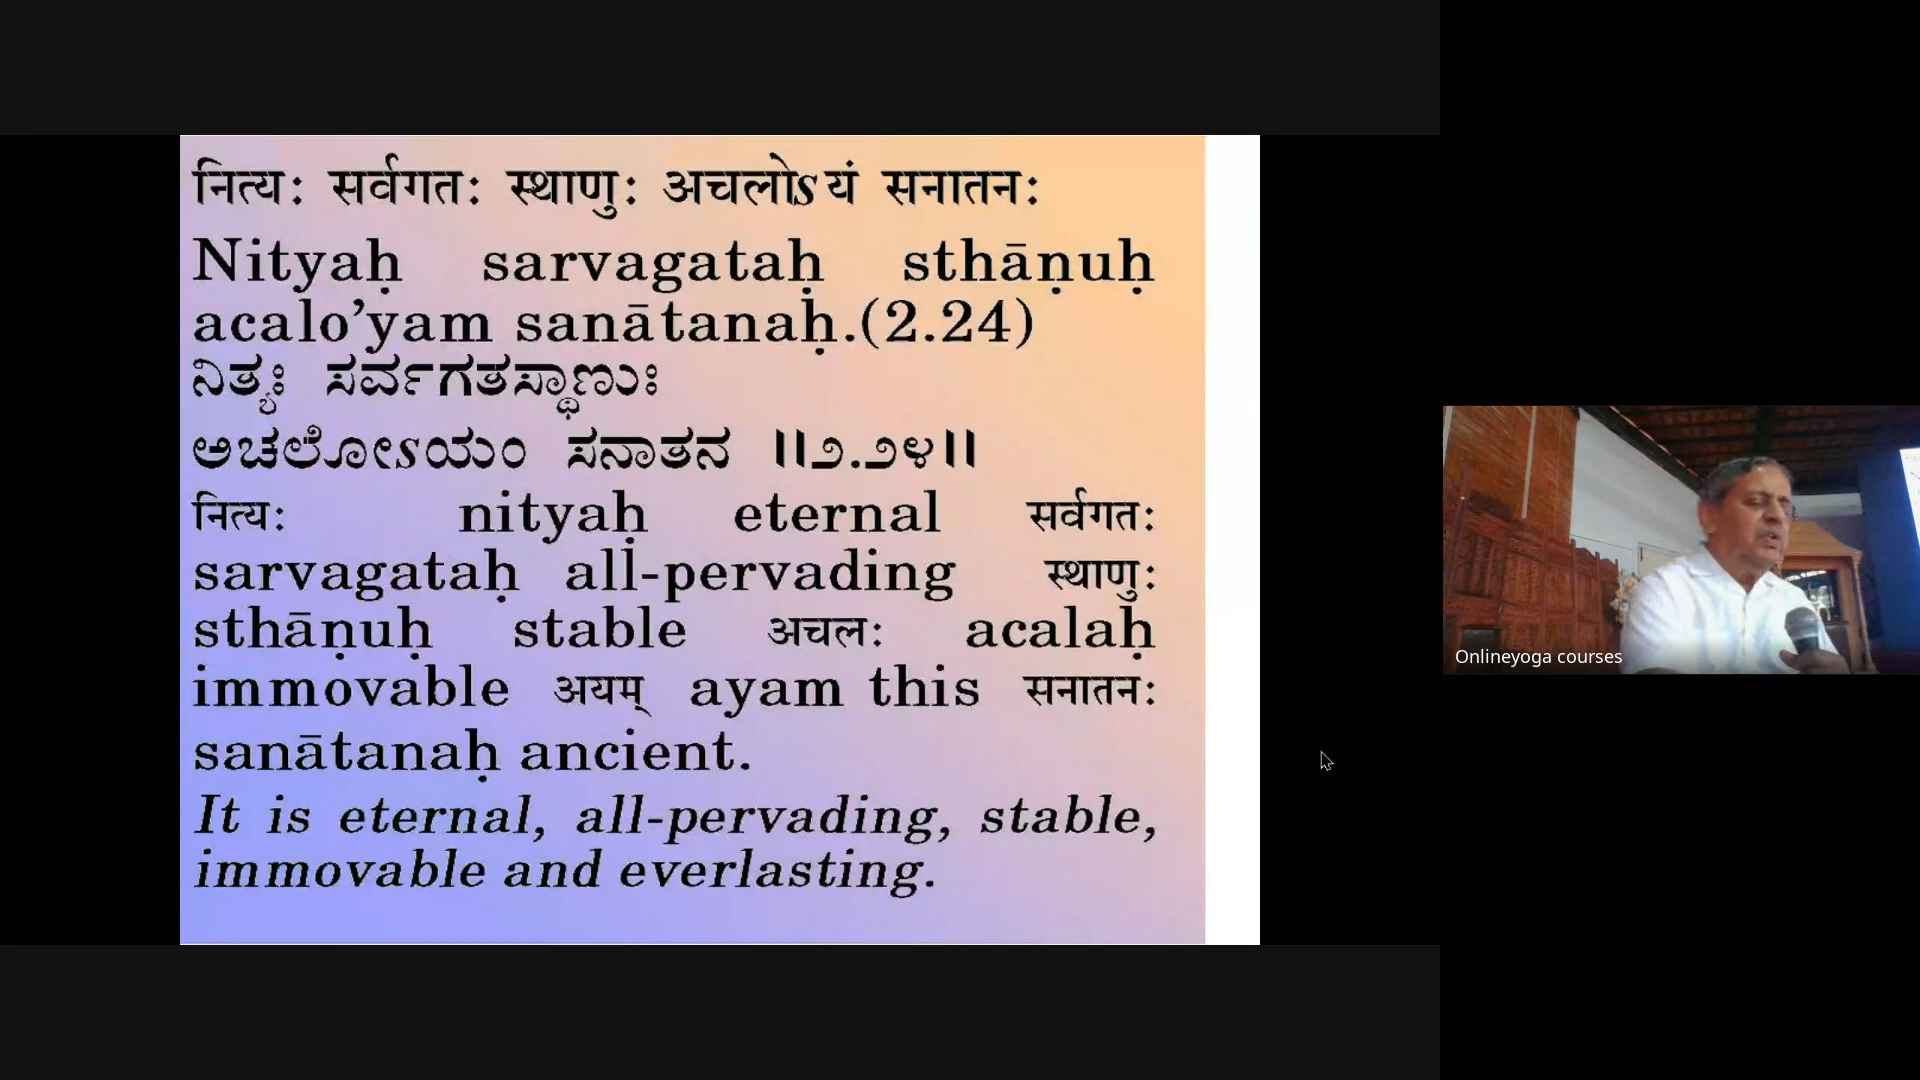 नित्यः सर्वगतः स्थाणुः अचलोऽयं सनातनः
Nityaḥ sarvagataḥ sthāṇuḥ
acalo’yam sanātanaḥ.(2.24)
ನಿತ್ಯಃ ಸರ್ವಗತಸ್ಥಾಣುಃ
ಅಚಲೋಽಯಂ ಸನಾತನ ॥೨.೨೪॥
नित्यः nityaḥ eternal सर्वगतः
sarvagataḥ all-pervading स्थाणुः
sthāṇuḥ stable अचलः acalaḥ
immovable अयम् ayam this सनातनः
sanātanaḥ ancient.
It is eternal, all-pervading, stable,
immovable and everlasting.
Onlineyoga courses